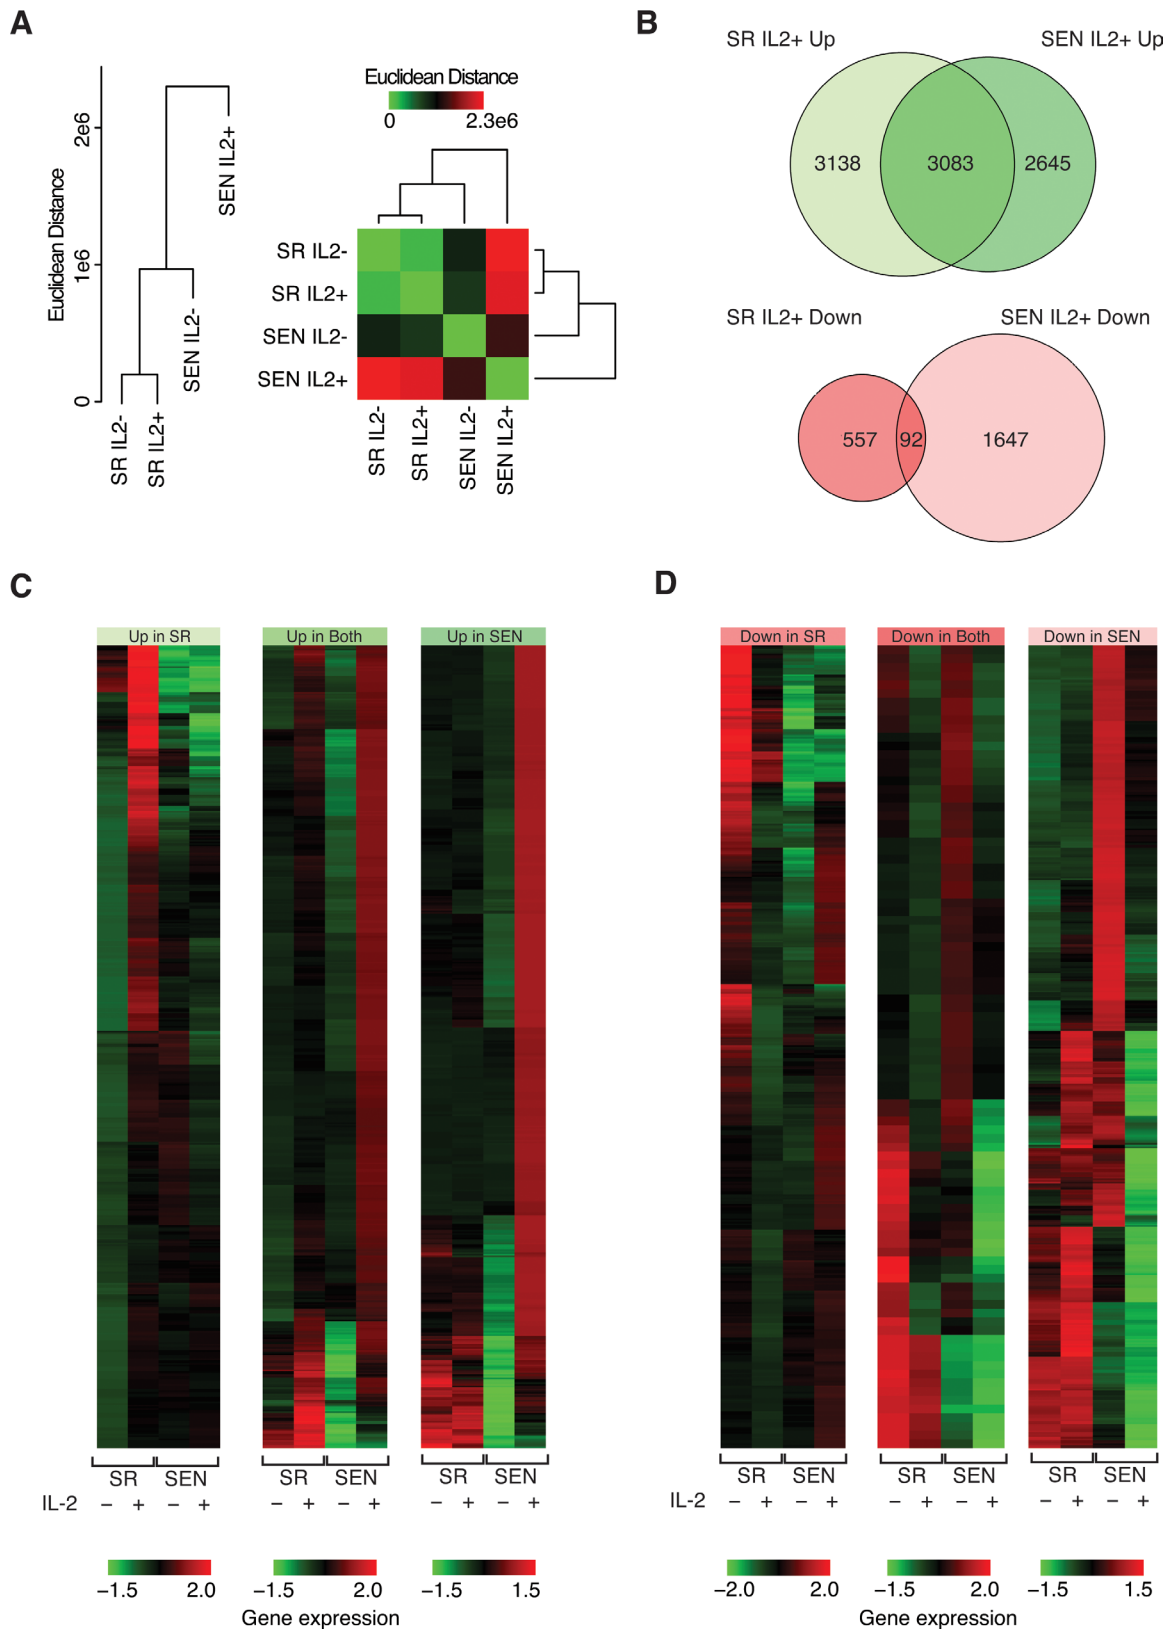 A
Euclidean Distance
0
1e6
2e6
SR IL2-
SR IL2+
SEN IL2-
SEN IL2+
Euclidean Distance
0 2.3e6
SR IL2-
SR IL2+
SEN IL2-
SEN IL2+
SR IL2-
SR IL2+
SEN IL2-
SEN IL2+
B
SR IL2+ Up SEN IL2+ Up
3138 3083 2645
SR IL2+ Down SEN IL2+ Down
557 92 1647
C
Up in SR Up in Both Up in SEN
SR SEN SR SEN SR SEN
IL-2 − + − + − + − + − + − +
−1.5 2.0 −1.5 2.0 −1.5 1.5
Gene expression
D
Down in SR Down in Both Down in SEN
SR SEN SR SEN SR SEN
IL-2 − + − + − + − + − + − +
−2.0 2.0 −1.5 2.0 −1.5 1.5
Gene expression